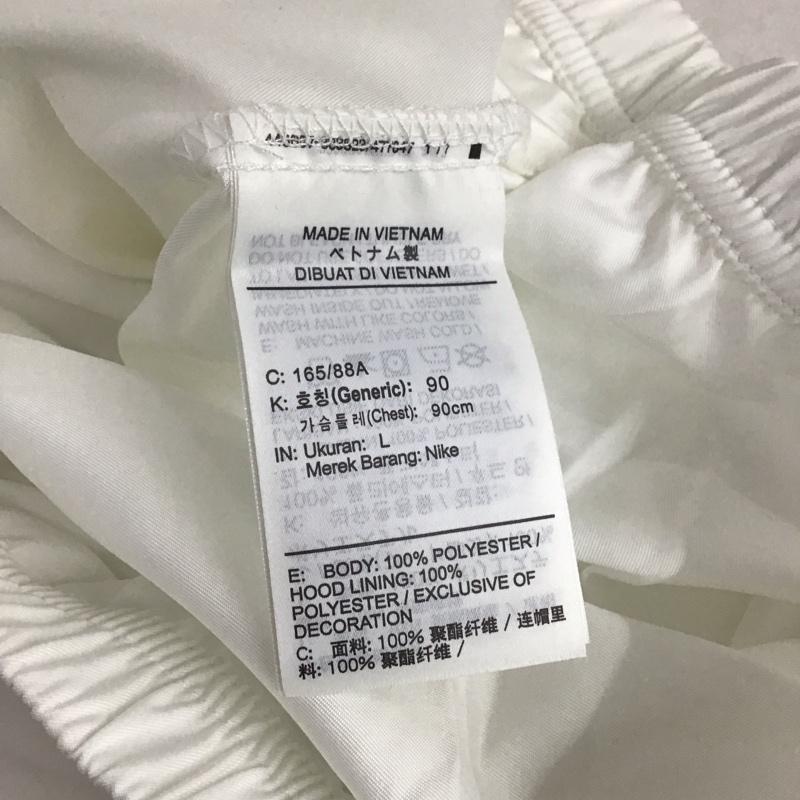 MADE IN VIETNAM
ベトナム製
DIBUAT DI VIETNAM
C: 165/88A
K: 호칭(Generic): 90
가슴둘레(Chest): 90cm
IN: Ukuran: L
Merek Barang: Nike
E: BODY: 100% POLYESTER /
HOOD LINING: 100%
POLYESTER / EXCLUSIVE OF
DECORATION
C: 面料: 100% 聚酯纤维 / 连帽里
料: 100% 聚酯纤维 /